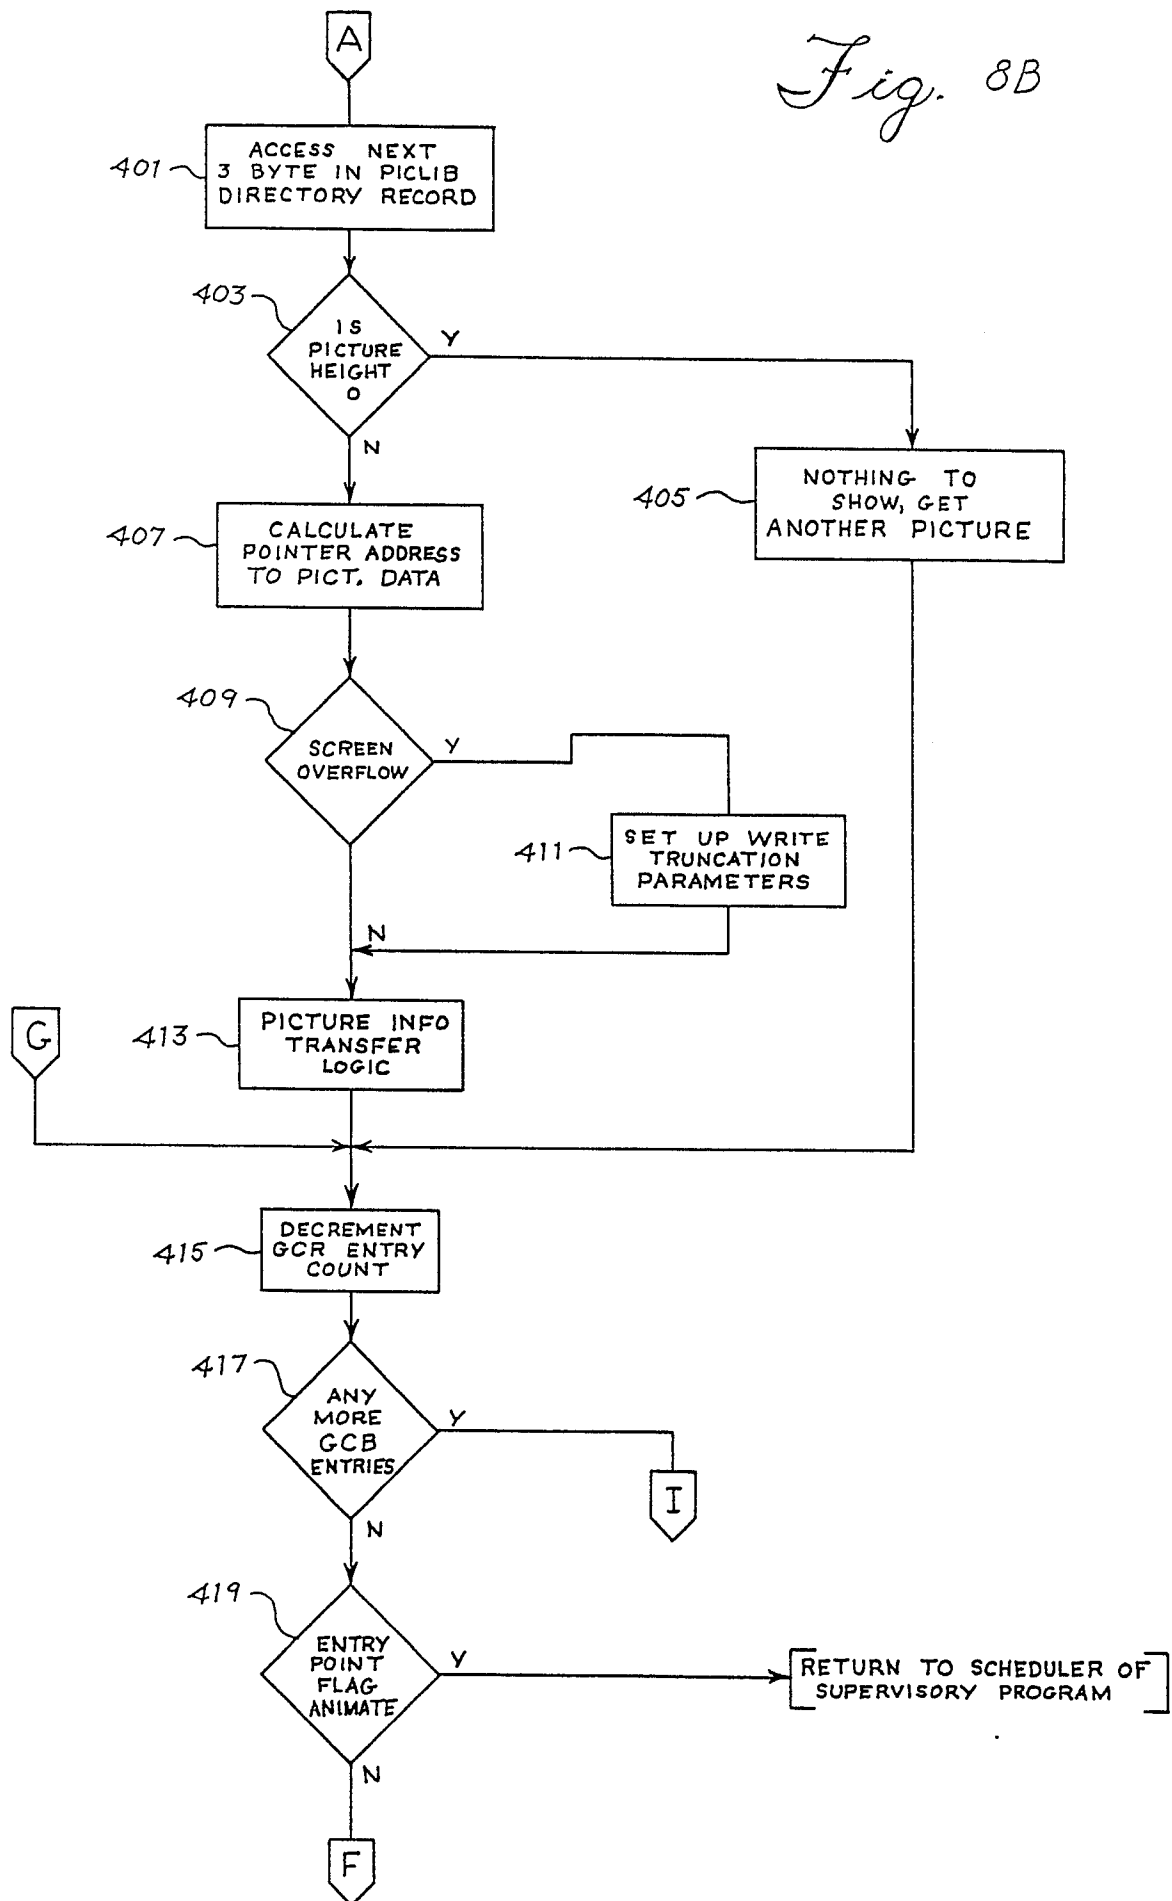 A
Fig. 8B
401
ACCESS NEXT
3 BYTE IN PICLIB
DIRECTORY RECORD
403
IS
PICTURE
HEIGHT
0
Y
N
405
NOTHING TO
SHOW, GET
ANOTHER PICTURE
407
CALCULATE
POINTER ADDRESS
TO PICT. DATA
409
SCREEN
OVERFLOW
Y
411
SET UP WRITE
TRUNCATION
PARAMETERS
N
G
413
PICTURE INFO
TRANSFER
LOGIC
415
DECREMENT
GCR ENTRY
COUNT
417
ANY
MORE
GCB
ENTRIES
Y
I
N
419
ENTRY
POINT
FLAG
ANIMATE
Y
RETURN TO SCHEDULER OF
SUPERVISORY PROGRAM
N
F